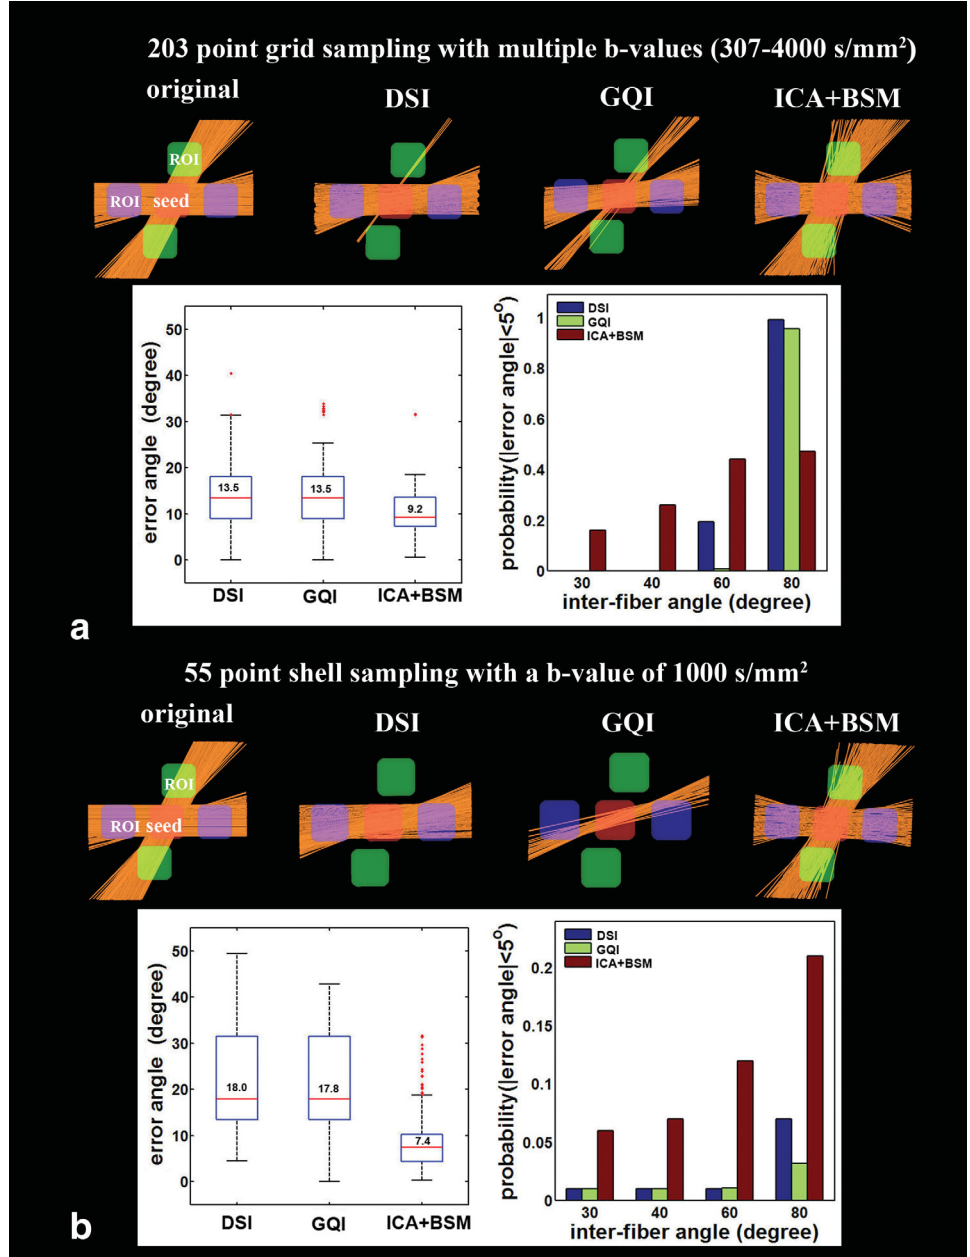 203 point grid sampling with multiple b-values (307-4000 s/mm²)
original
DSI
GQI
ICA+BSM
ROI
ROI
seed
error angle (degree)
50
40
30
20
10
0
13.5
13.5
9.2
DSI
GQI
ICA+BSM
probability(|error angle|<5°)
1
0.8
0.6
0.4
0.2
0
DSI
GQI
ICA+BSM
30
40
60
80
inter-fiber angle (degree)
a
55 point shell sampling with a b-value of 1000 s/mm²
original
DSI
GQI
ICA+BSM
ROI
ROI seed
error angle (degree)
50
40
30
20
10
0
18.0
17.8
7.4
DSI
GQI
ICA+BSM
probability(|error angle|<5°)
0.2
0.15
0.1
0.05
0
DSI
GQI
ICA+BSM
30
40
60
80
inter-fiber angle (degree)
b